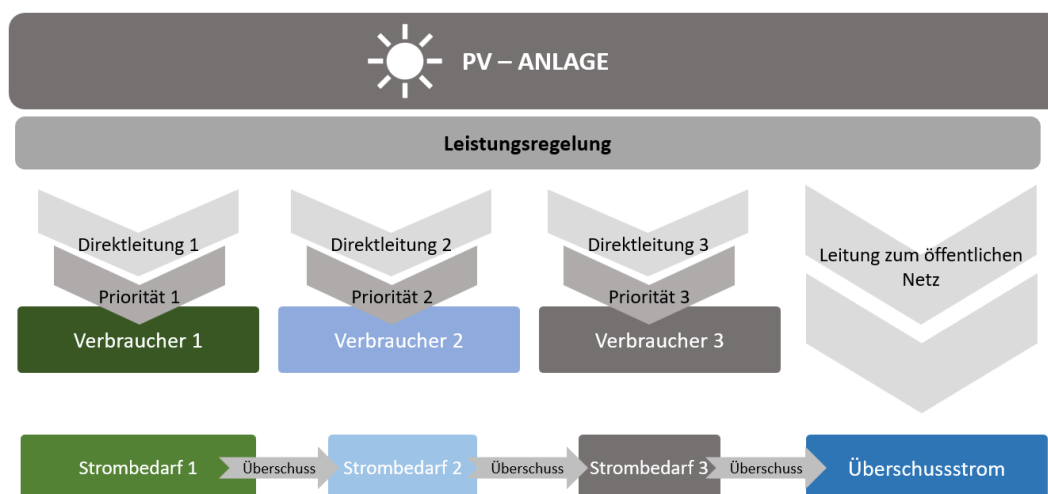 PV – ANLAGE
Leistungsregelung
Direktleitung 1
Direktleitung 2
Direktleitung 3
Leitung zum öffentlichen
Netz
Priorität 1
Priorität 2
Priorität 3
Verbraucher 1
Verbraucher 2
Verbraucher 3
Strombedarf 1
Überschuss
Strombedarf 2
Überschuss
Strombedarf 3
Überschuss
Überschussstrom